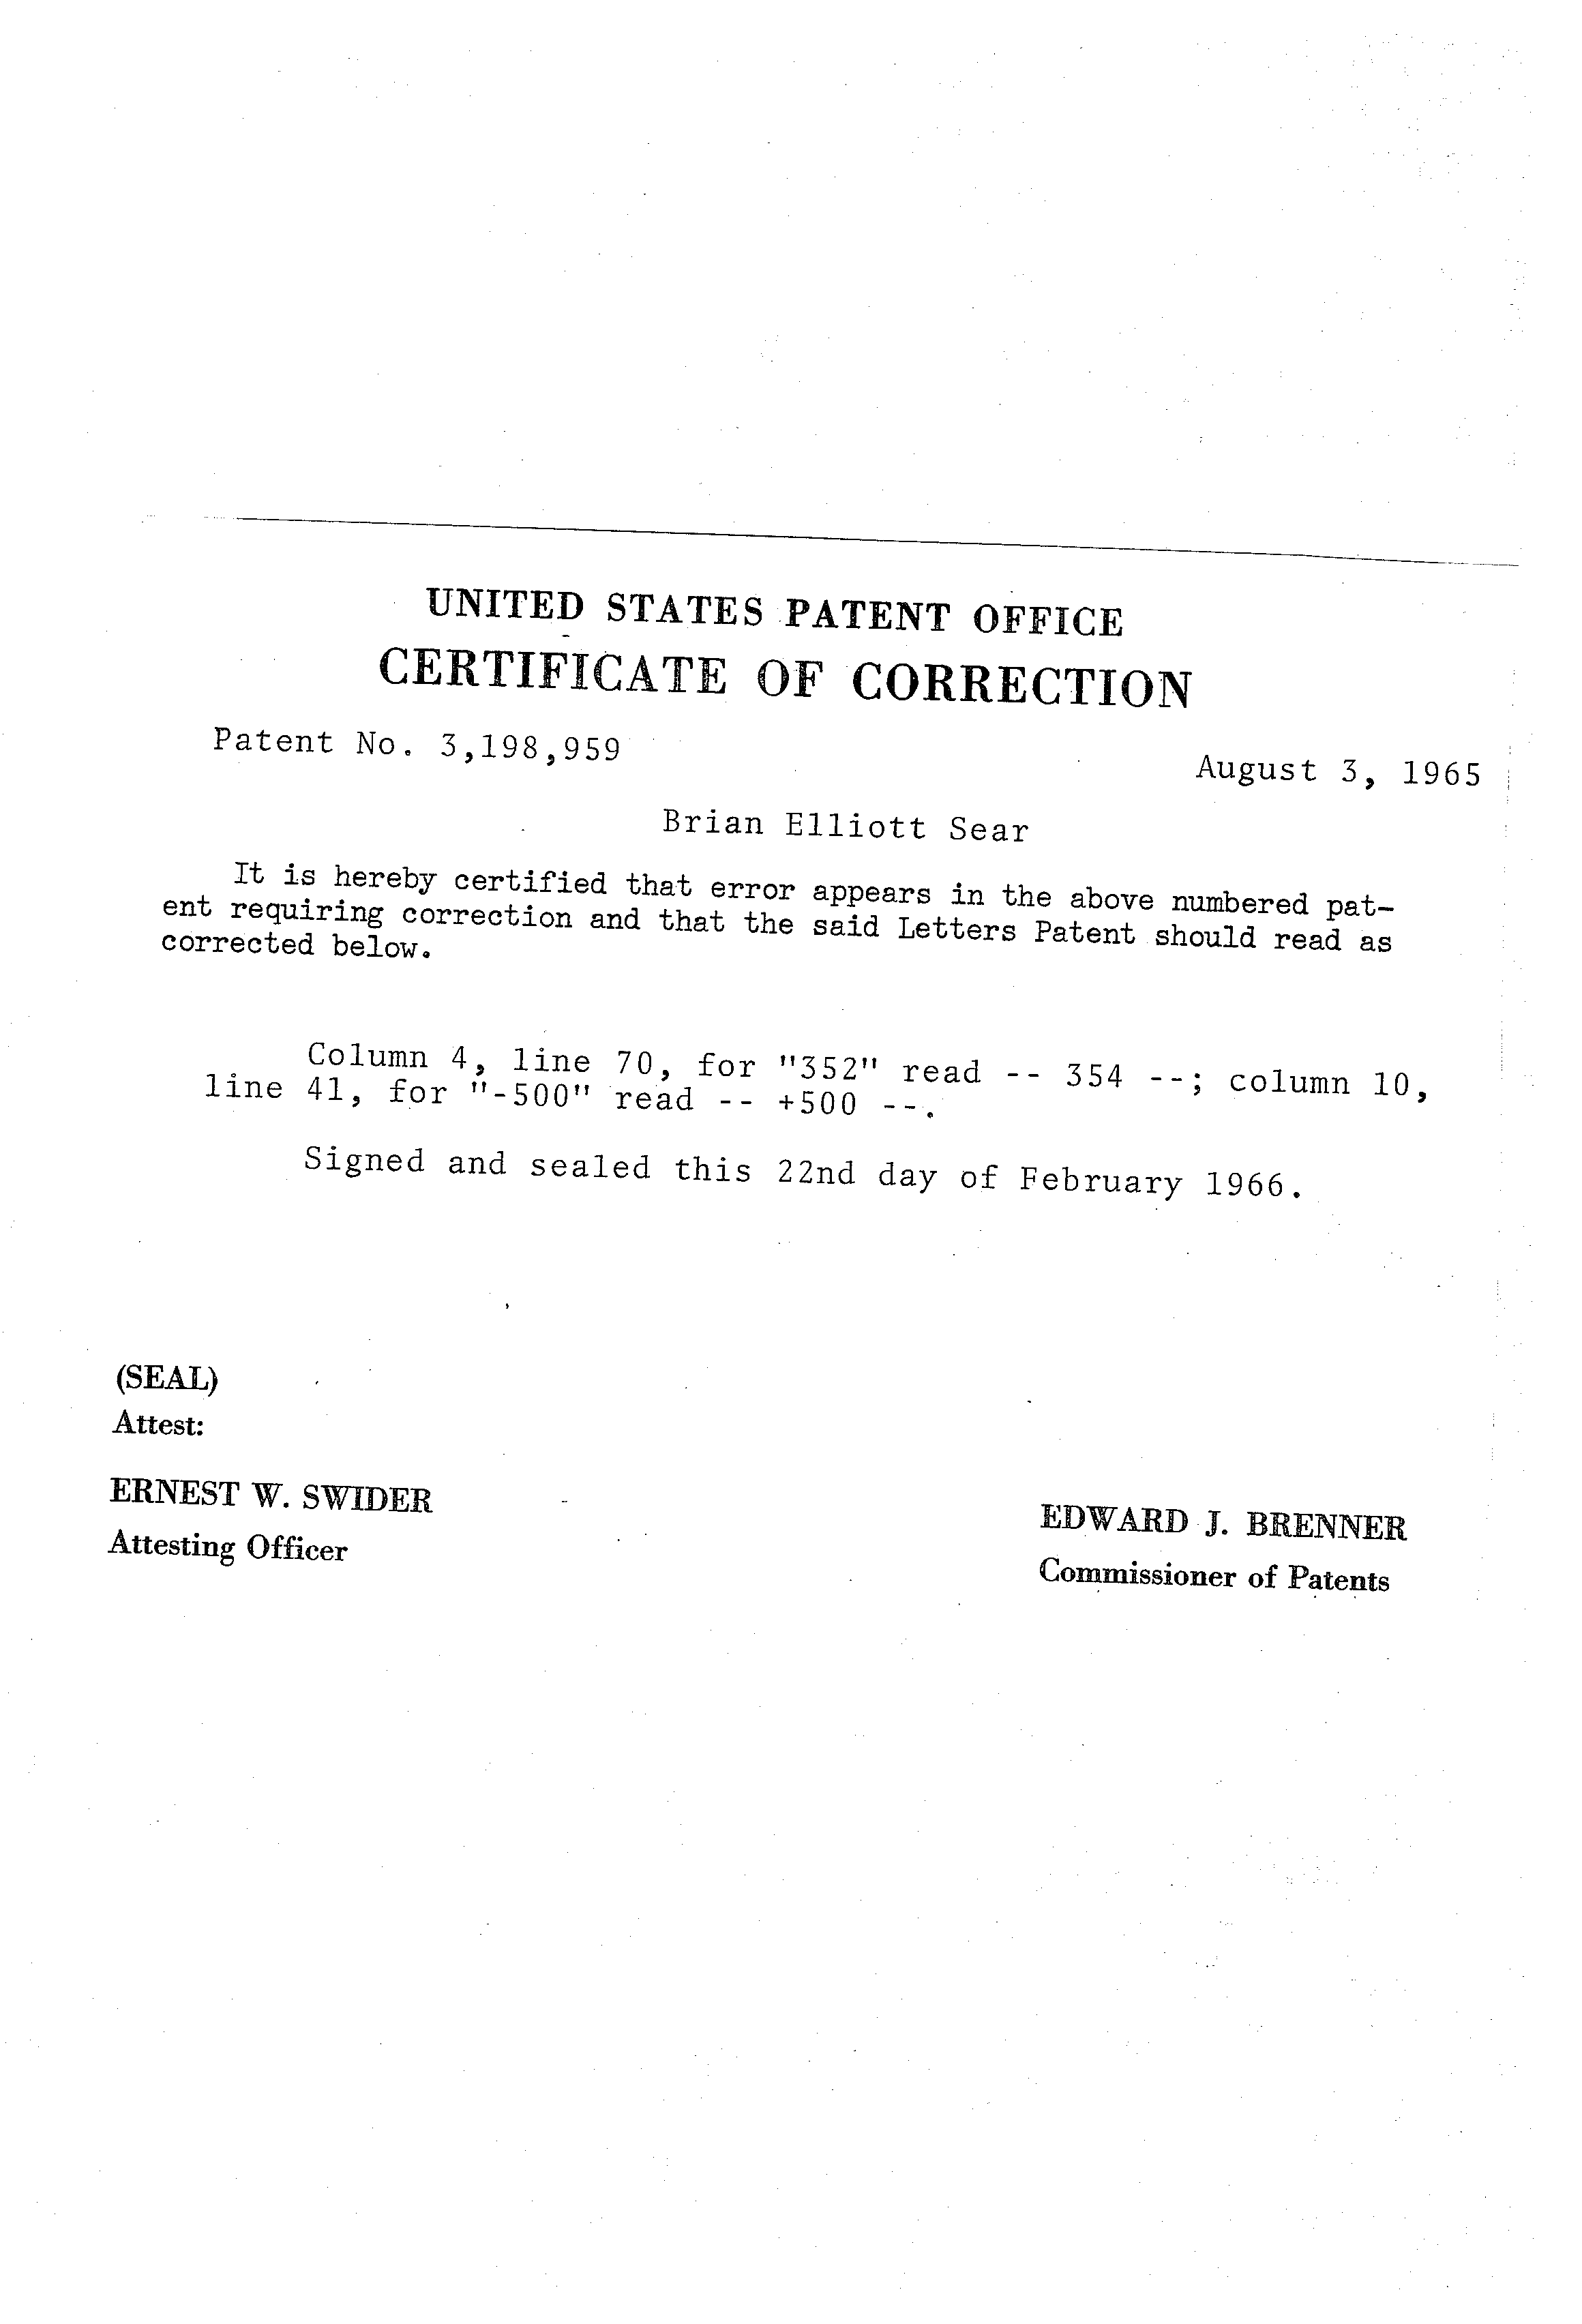 UNITED STATES PATENT OFFICE
CERTIFICATE OF CORRECTION
Patent No. 3,198,959
August 3, 1965
Brian Elliott Sear
It is hereby certified that error appears in the above numbered pat-
ent requiring correction and that the said Letters Patent should read as
corrected below.
Column 4, line 70, for "352" read -- 354 --; column 10,
line 41, for "-500" read -- +500 --.
Signed and sealed this 22nd day of February 1966.
(SEAL)
Attest:
ERNEST W. SWIDER
Attesting Officer
EDWARD J. BRENNER
Commissioner of Patents